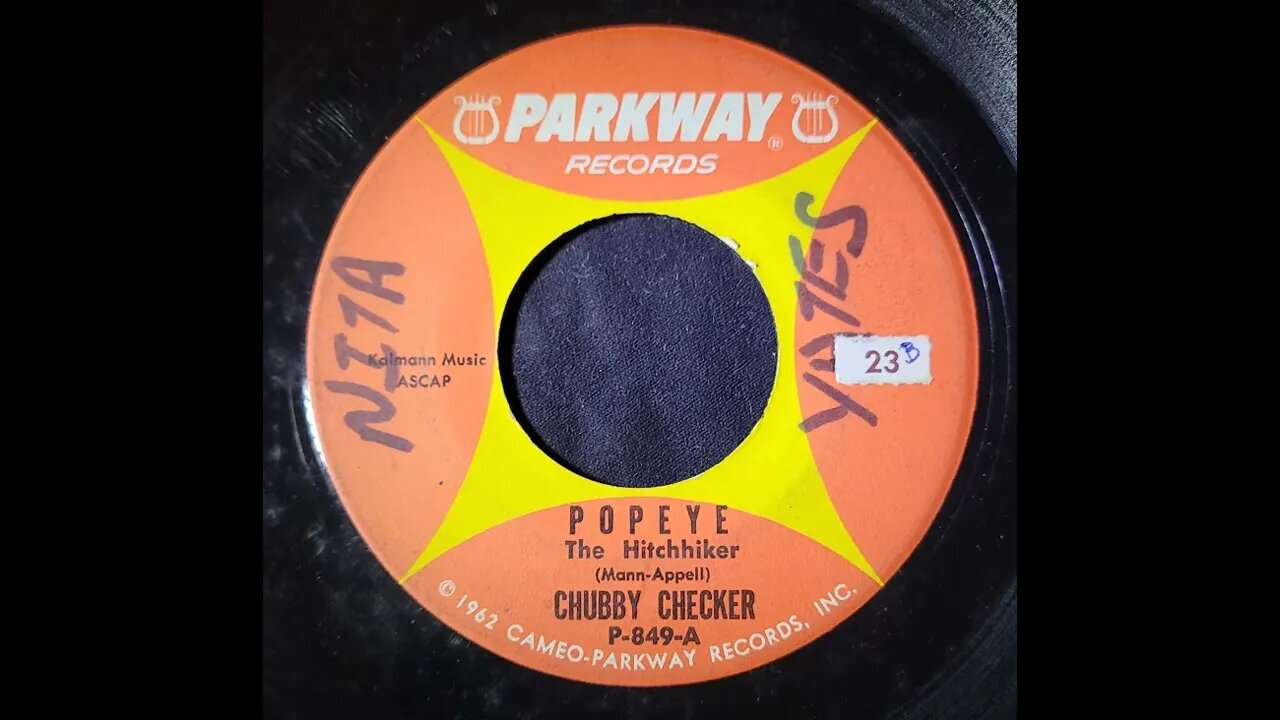 PARKWAY®
RECORDS
NITA
YATES
Kalmann Music
ASCAP
23 B
POPEYE
The Hitchhiker
(Mann-Appell)
CHUBBY CHECKER
P-849-A
© 1962 CAMEO-PARKWAY RECORDS, INC.